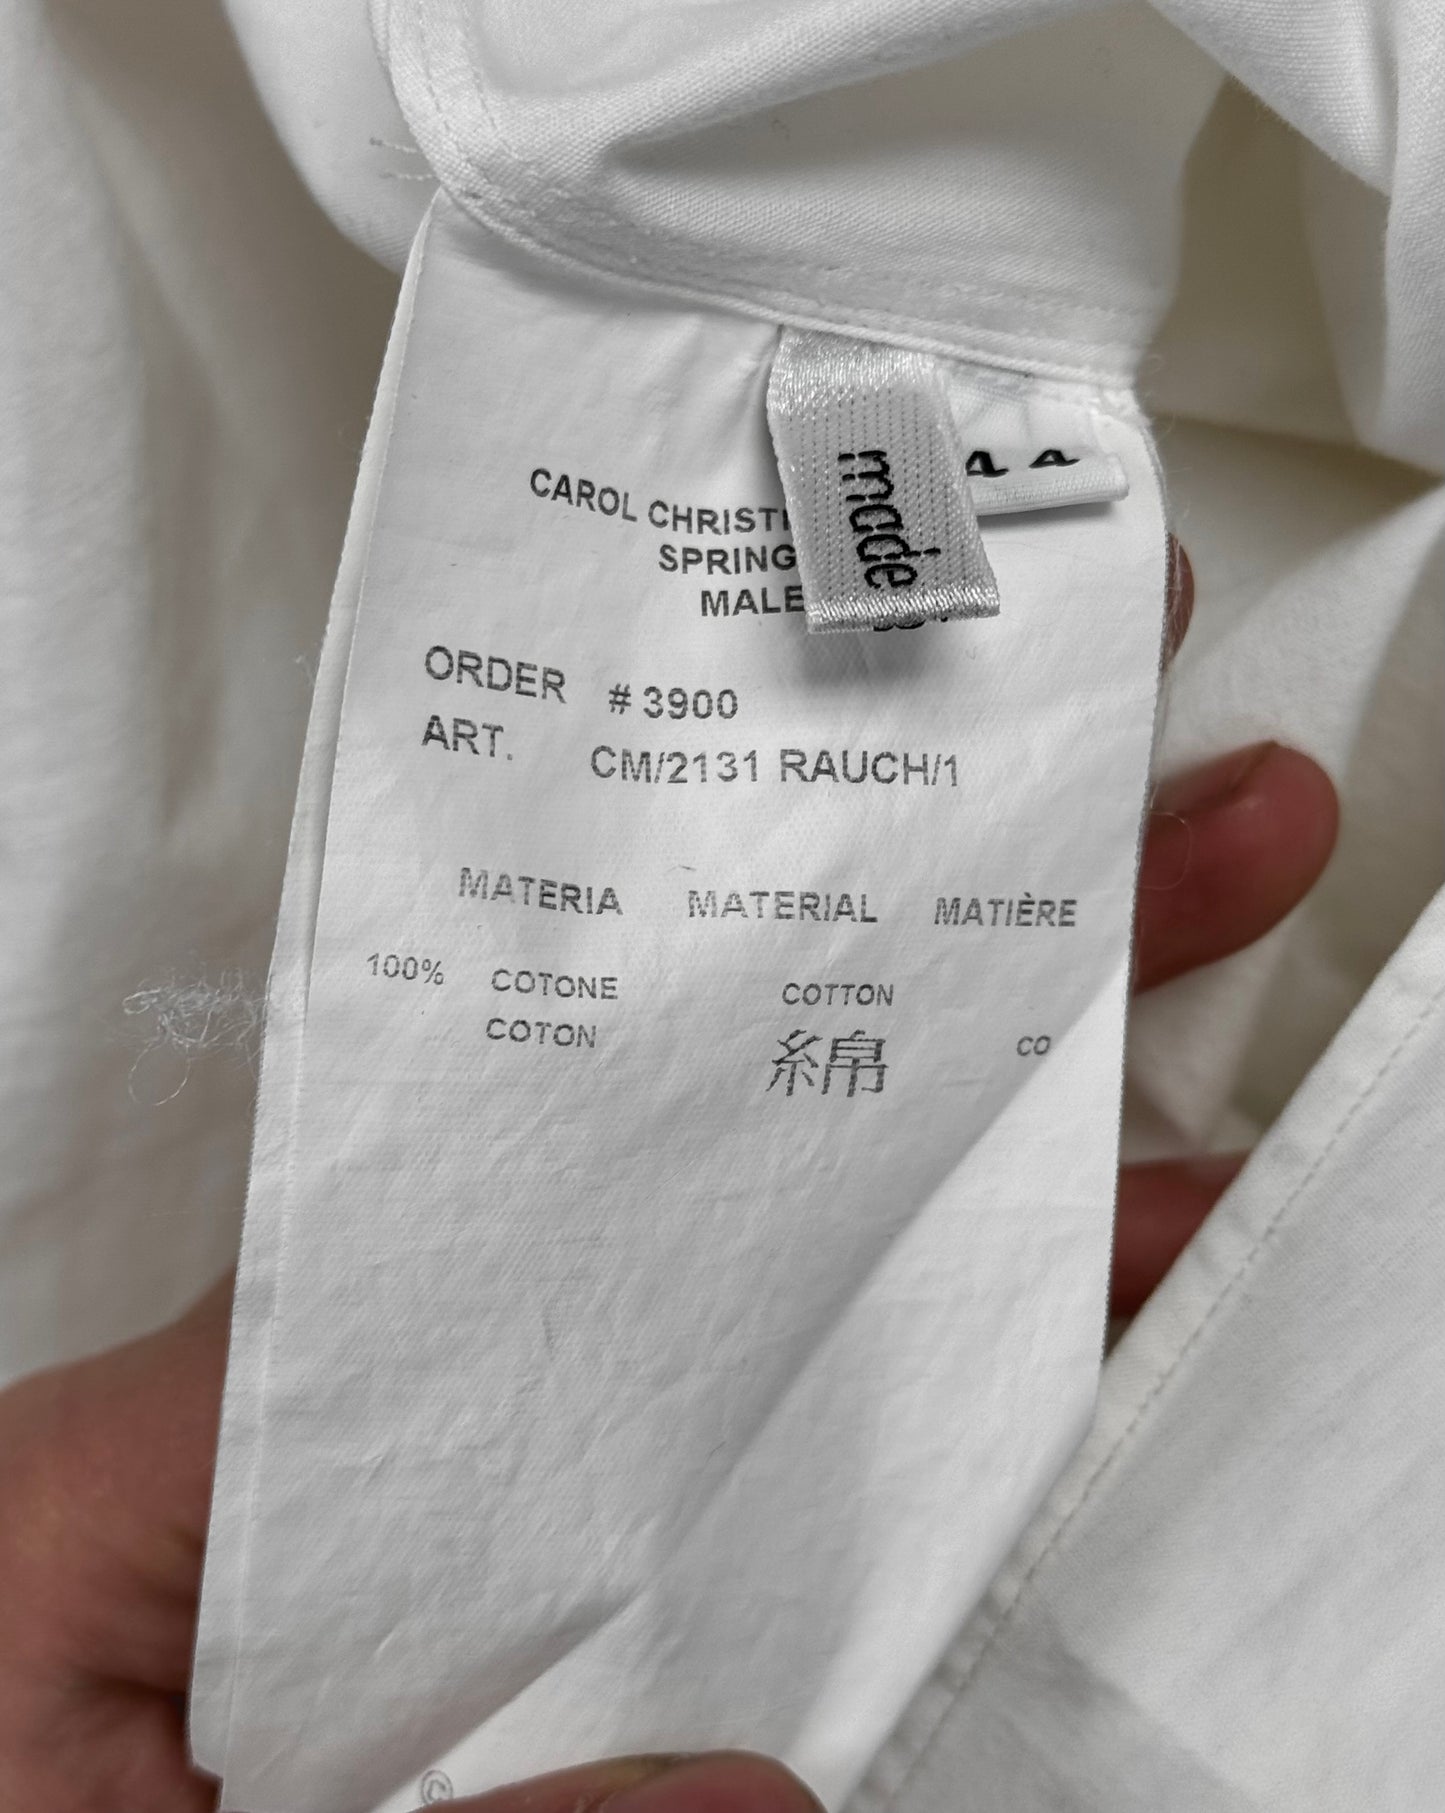 CAROL CHRISTI
SPRING
MALE
made
44
ORDER # 3900
ART. CM/2131 RAUCH/1
MATERIA MATERIAL MATIÈRE
100% COTONE COTTON
COTON 綿 CO
©